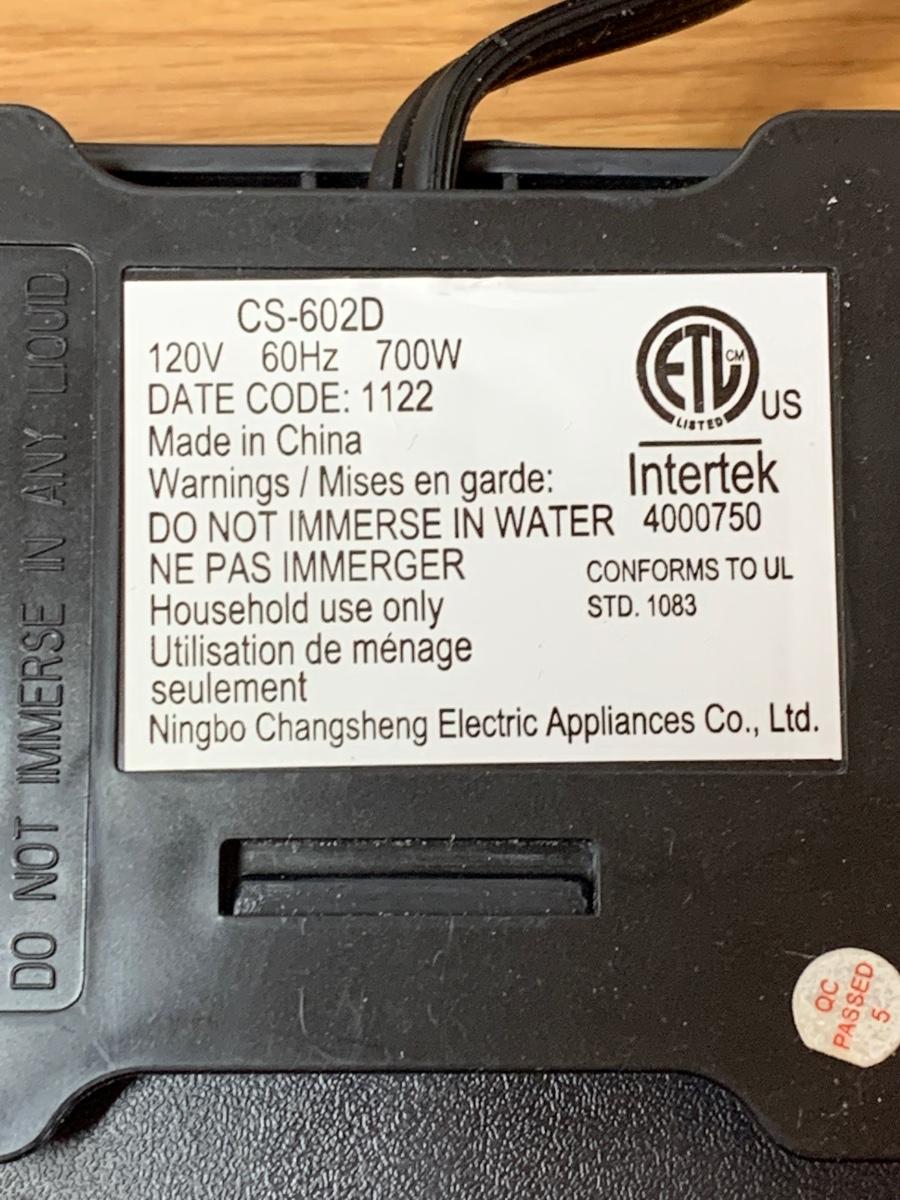 DO NOT IMMERSE IN ANY LIQUID
CS-602D
120V 60Hz 700W
DATE CODE: 1122
Made in China
Warnings / Mises en garde:
DO NOT IMMERSE IN WATER
NE PAS IMMERGER
Household use only
Utilisation de ménage
seulement
Ningbo Changsheng Electric Appliances Co., Ltd.
ETL CM
LISTED
US
Intertek
4000750
CONFORMS TO UL
STD. 1083
QC
PASSED
5